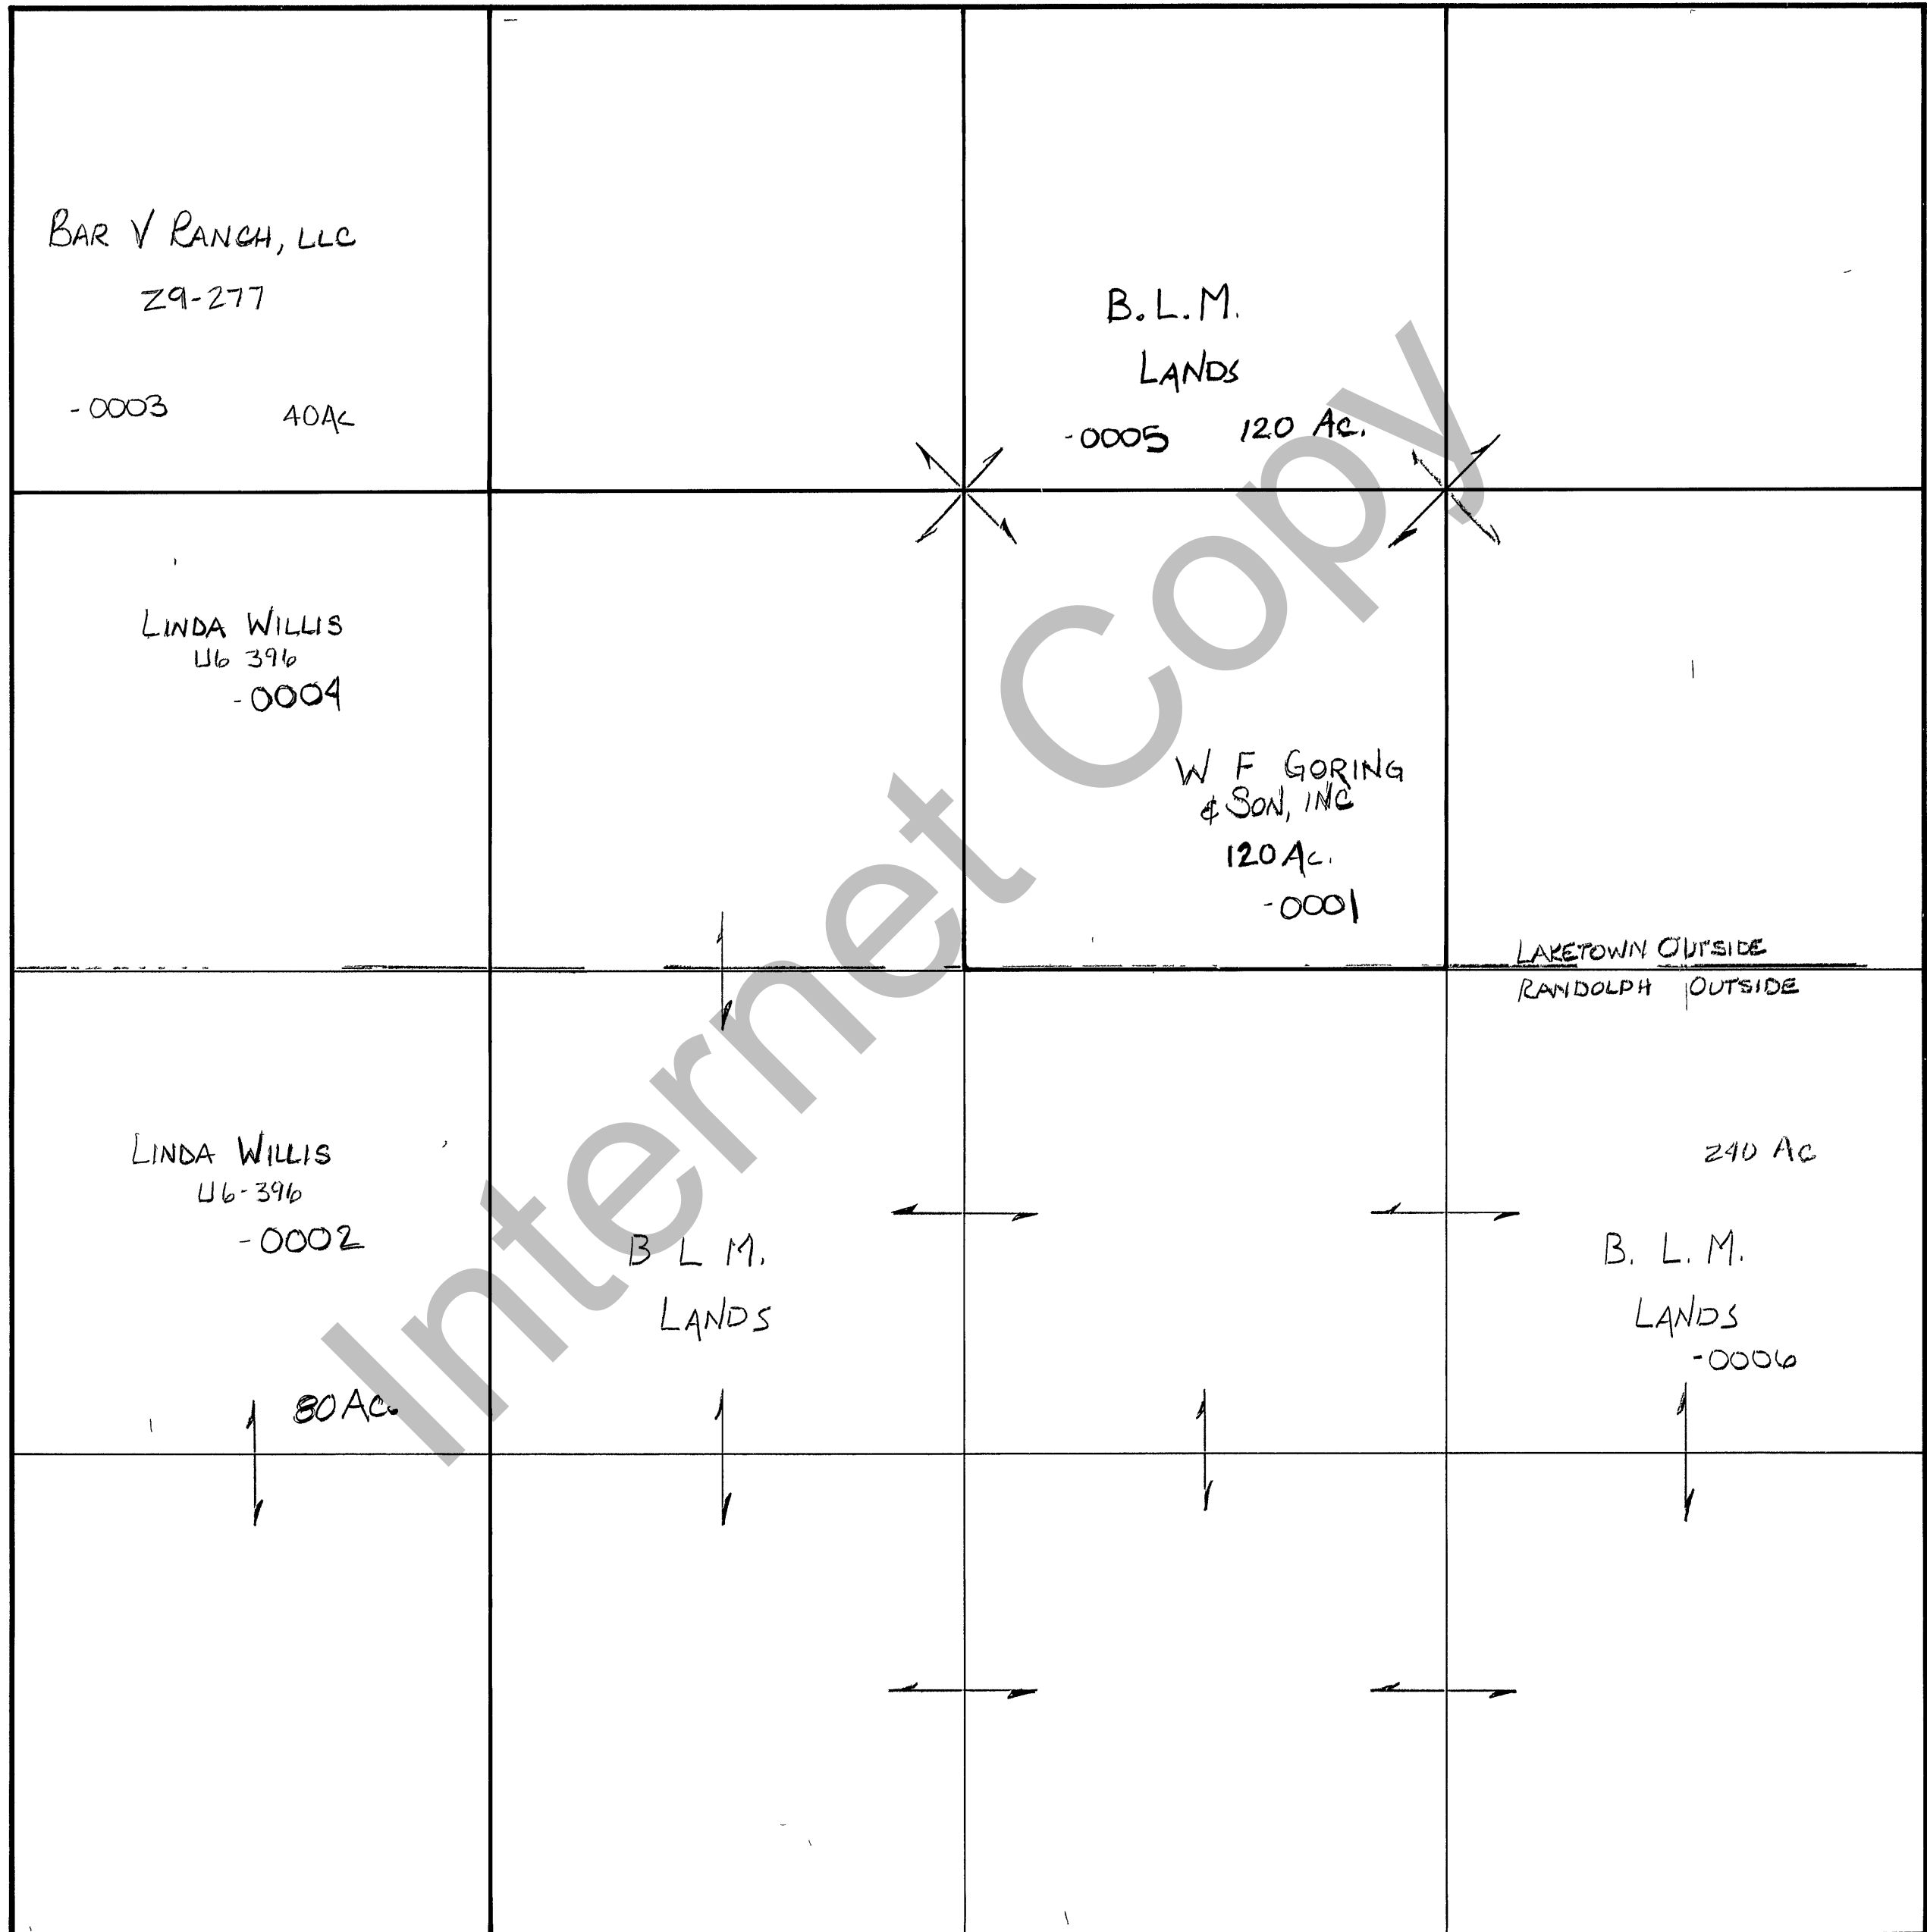 BAR V RANCH, LLC
Z9-277
-0003 40AC
B.L.M.
LANDS
-0005 120 AC.
LINDA WILLIS
U6 396
-0004
W F GORING
& SON, INC
120 AC.
-0001
LAKETOWN OUTSIDE
RANDOLPH OUTSIDE
LINDA WILLIS
U6-396
-0002
80 AC.
B L M.
LANDS
240 AC
B. L. M.
LANDS
-0006
Internet Copy